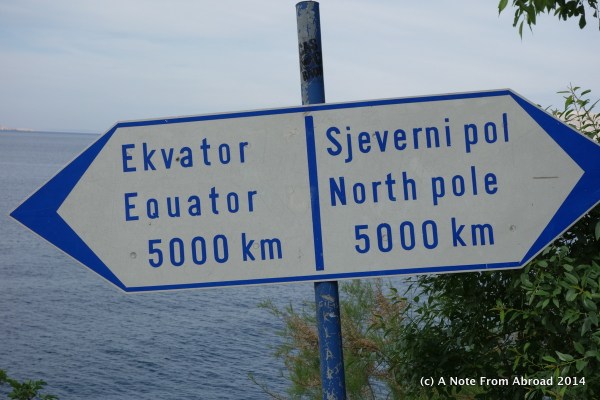 Ekvator
Equator
5000 km
Sjeverni pol
North pole
5000 km
(c) A Note From Abroad 2014